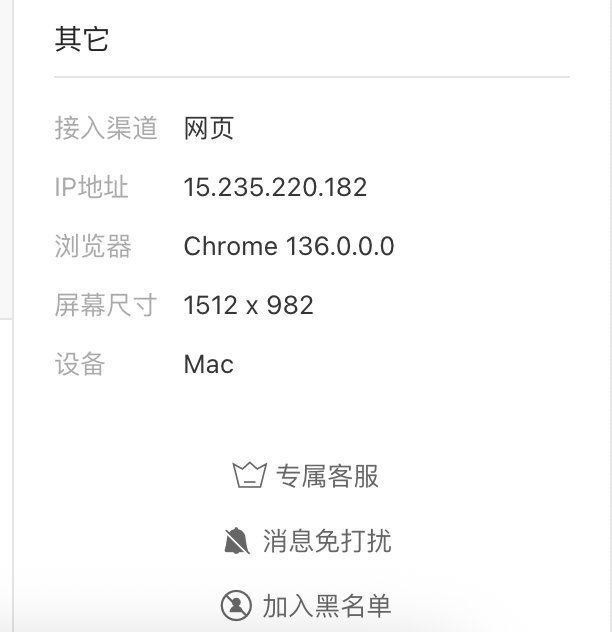 其它
接入渠道 网页
IP地址 15.235.220.182
浏览器 Chrome 136.0.0.0
屏幕尺寸 1512 x 982
设备 Mac
专属客服
消息免打扰
加入黑名单